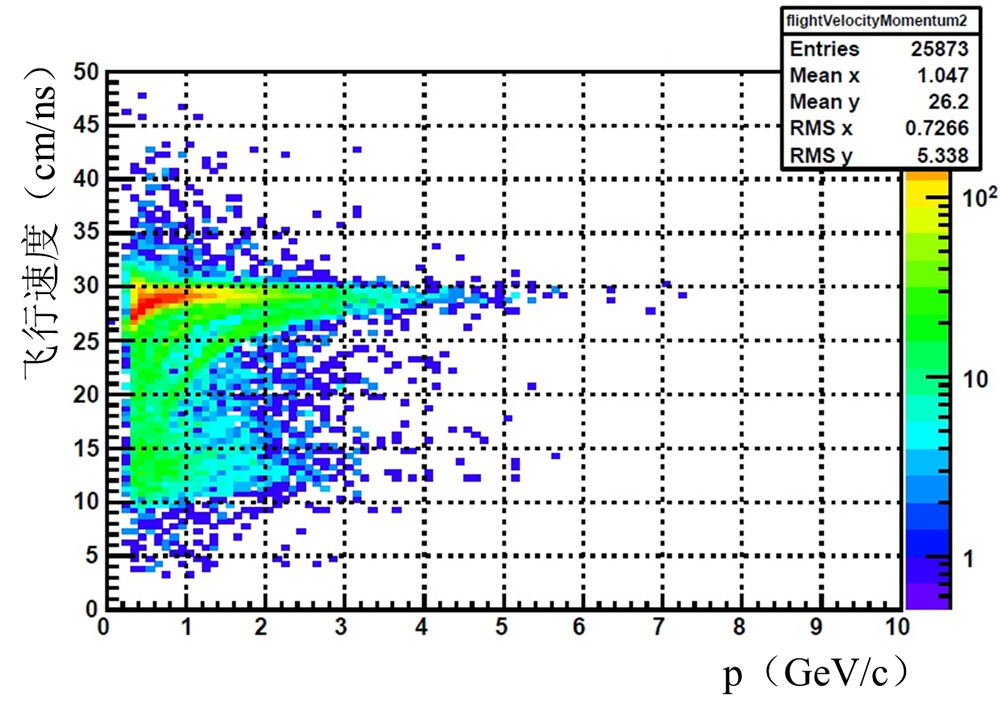 flightVelocityMomentum2
Entries 25873
Mean x 1.047
Mean y 26.2
RMS x 0.7266
RMS y 5.338
飞行速度（cm/ns）
50
45
40
35
30
25
20
15
10
5
0
10²
10
1
0 1 2 3 4 5 6 7 8 9 10
p（GeV/c）